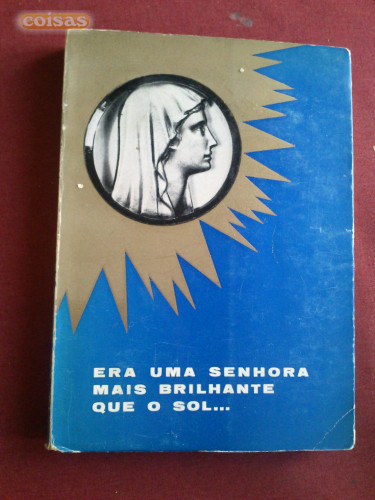 coisas
ERA UMA SENHORA
MAIS BRILHANTE
QUE O SOL...